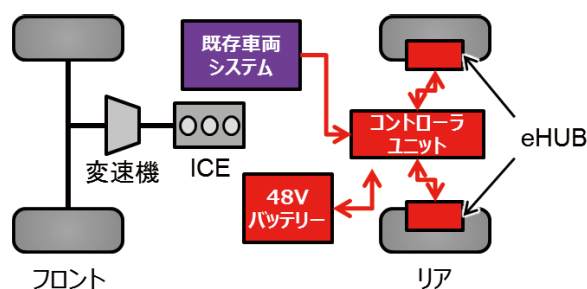 既存車両
システム
コントローラ
ユニット
eHUB
変速機
ICE
48V
バッテリー
フロント
リア